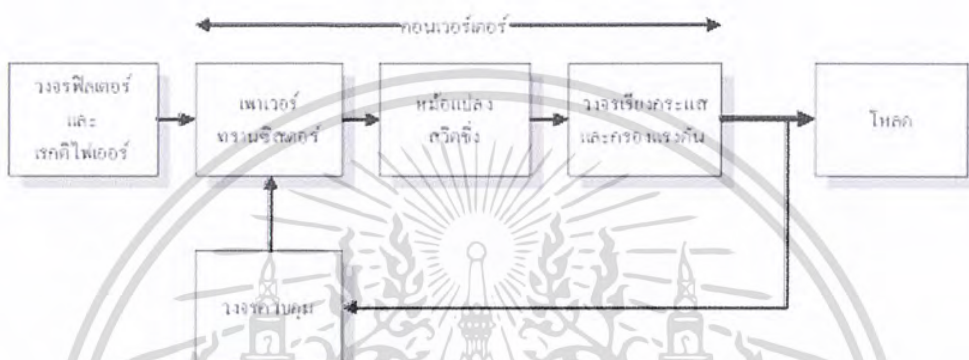 คอนเวอร์เตอร์
วงจรฟิลเตอร์
และ
เรกติไฟเออร์
เพาเวอร์
ทรานซิสเตอร์
หม้อแปลง
สวิตชิ่ง
วงจรเรียงกระแส
และกรองแรงดัน
โหลด
วงจรควบคุม